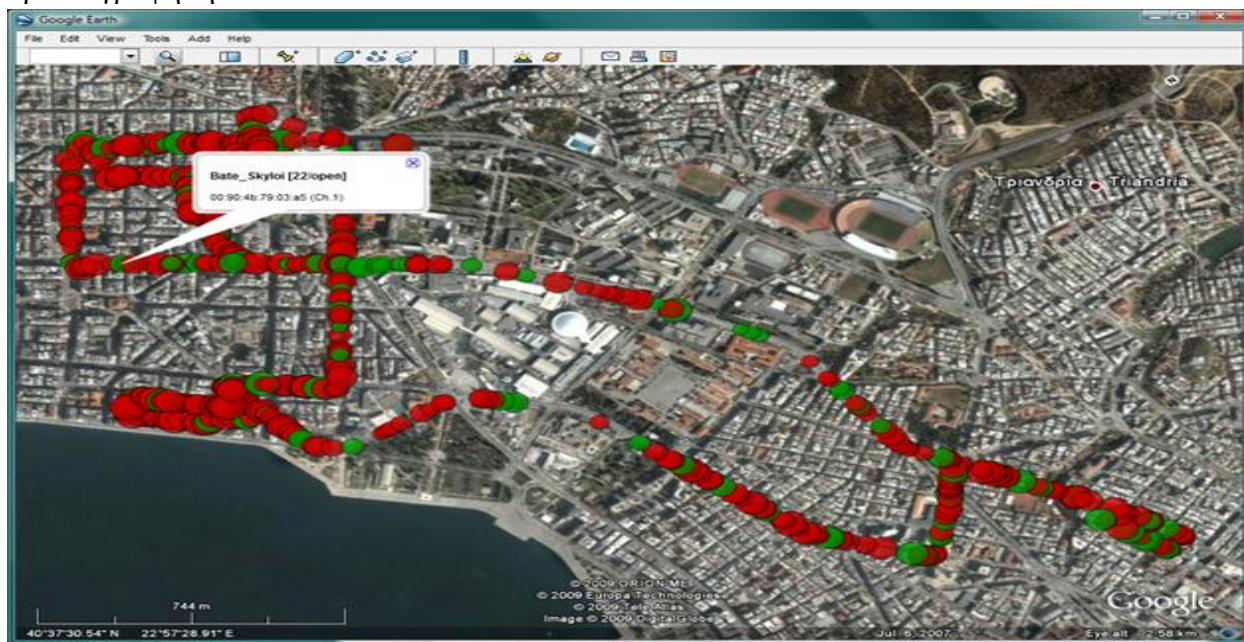 Google Earth
File Edit View Tools Add Help
Bate_Skyloi [22/open]
00:90:4b:79:03:a5 (Ch.1)
Τριανδρία Triandria
© 2009 ORION-ME
© 2009 Europa Technologies
© 2009 Tele Atlas
Image © 2009 DigitalGlobe
Google
744 m
40°37'30.54" N 22°57'28.91" E
Jul 6, 2007
Eye alt 2.58 km